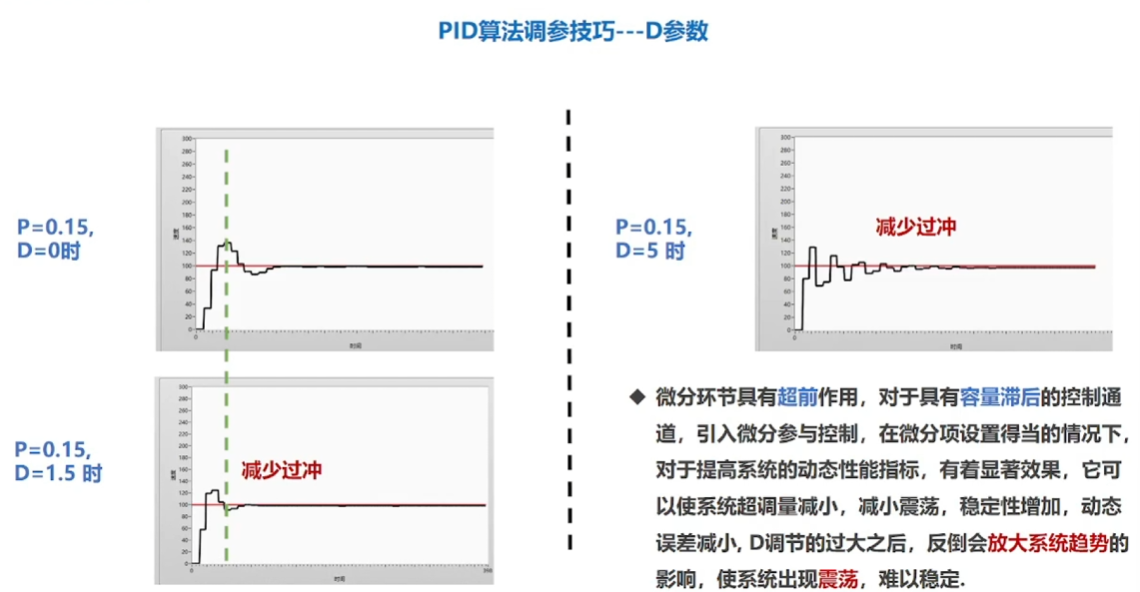 PID算法调参技巧---D参数
P=0.15,
D=0时
300
280
260
240
220
200
180
160
140
120
100
80
60
40
20
0
速度
0
时间
P=0.15,
D=1.5 时
减少过冲
300
280
260
240
220
200
180
160
140
120
100
80
60
40
20
0
速度
0
时间
300
P=0.15,
D=5 时
减少过冲
300
280
260
240
220
200
180
160
140
120
100
80
60
40
20
0
速度
0
时间
◆ 微分环节具有超前作用，对于具有容量滞后的控制通
道，引入微分参与控制，在微分项设置得当的情况下，
对于提高系统的动态性能指标，有着显著效果，它可
以使系统超调量减小，减小震荡，稳定性增加，动态
误差减小, D调节的过大之后，反倒会放大系统趋势的
影响，使系统出现震荡，难以稳定.